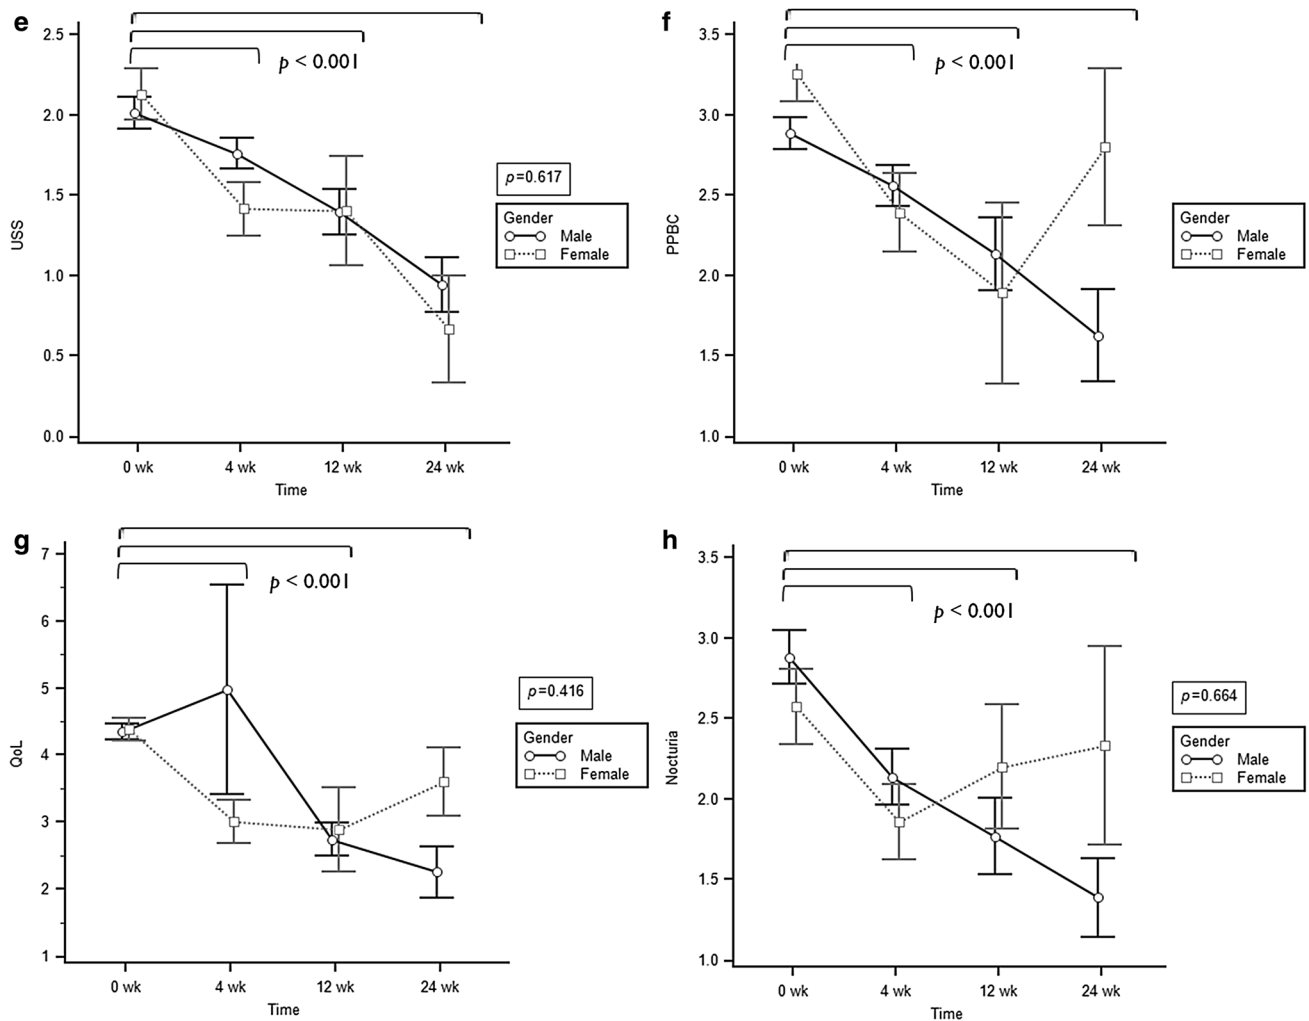 e
2.5
2.0
1.5
1.0
0.5
0.0
USS
p < 0.001
p=0.617
Gender
Male
Female
0 wk 4 wk 12 wk 24 wk
Time
f
3.5
3.0
2.5
2.0
1.5
1.0
PPBC
p < 0.001
Gender
Male
Female
0 wk 4 wk 12 wk 24 wk
Time
g
7
6
5
4
3
2
1
QoL
p < 0.001
p=0.416
Gender
Male
Female
0 wk 4 wk 12 wk 24 wk
Time
h
3.5
3.0
2.5
2.0
1.5
1.0
Nocturia
p < 0.001
p=0.664
Gender
Male
Female
0 wk 4 wk 12 wk 24 wk
Time